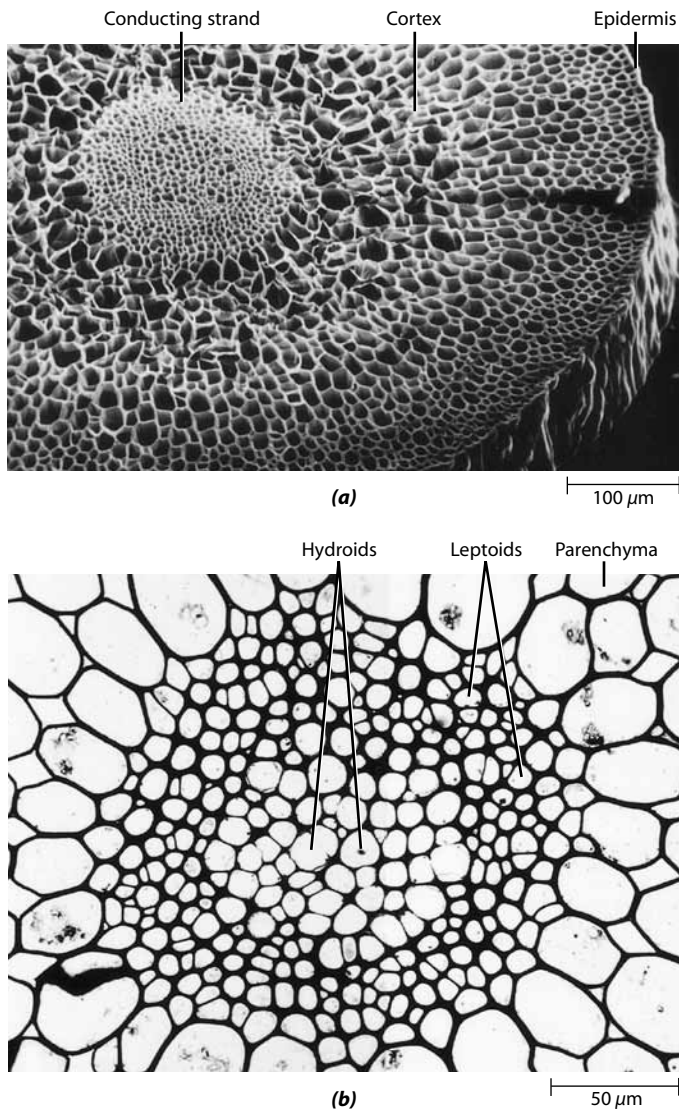 Conducting strand Cortex Epidermis
100 µm
(a)
Hydroids Leptoids Parenchyma
50 µm
(b)